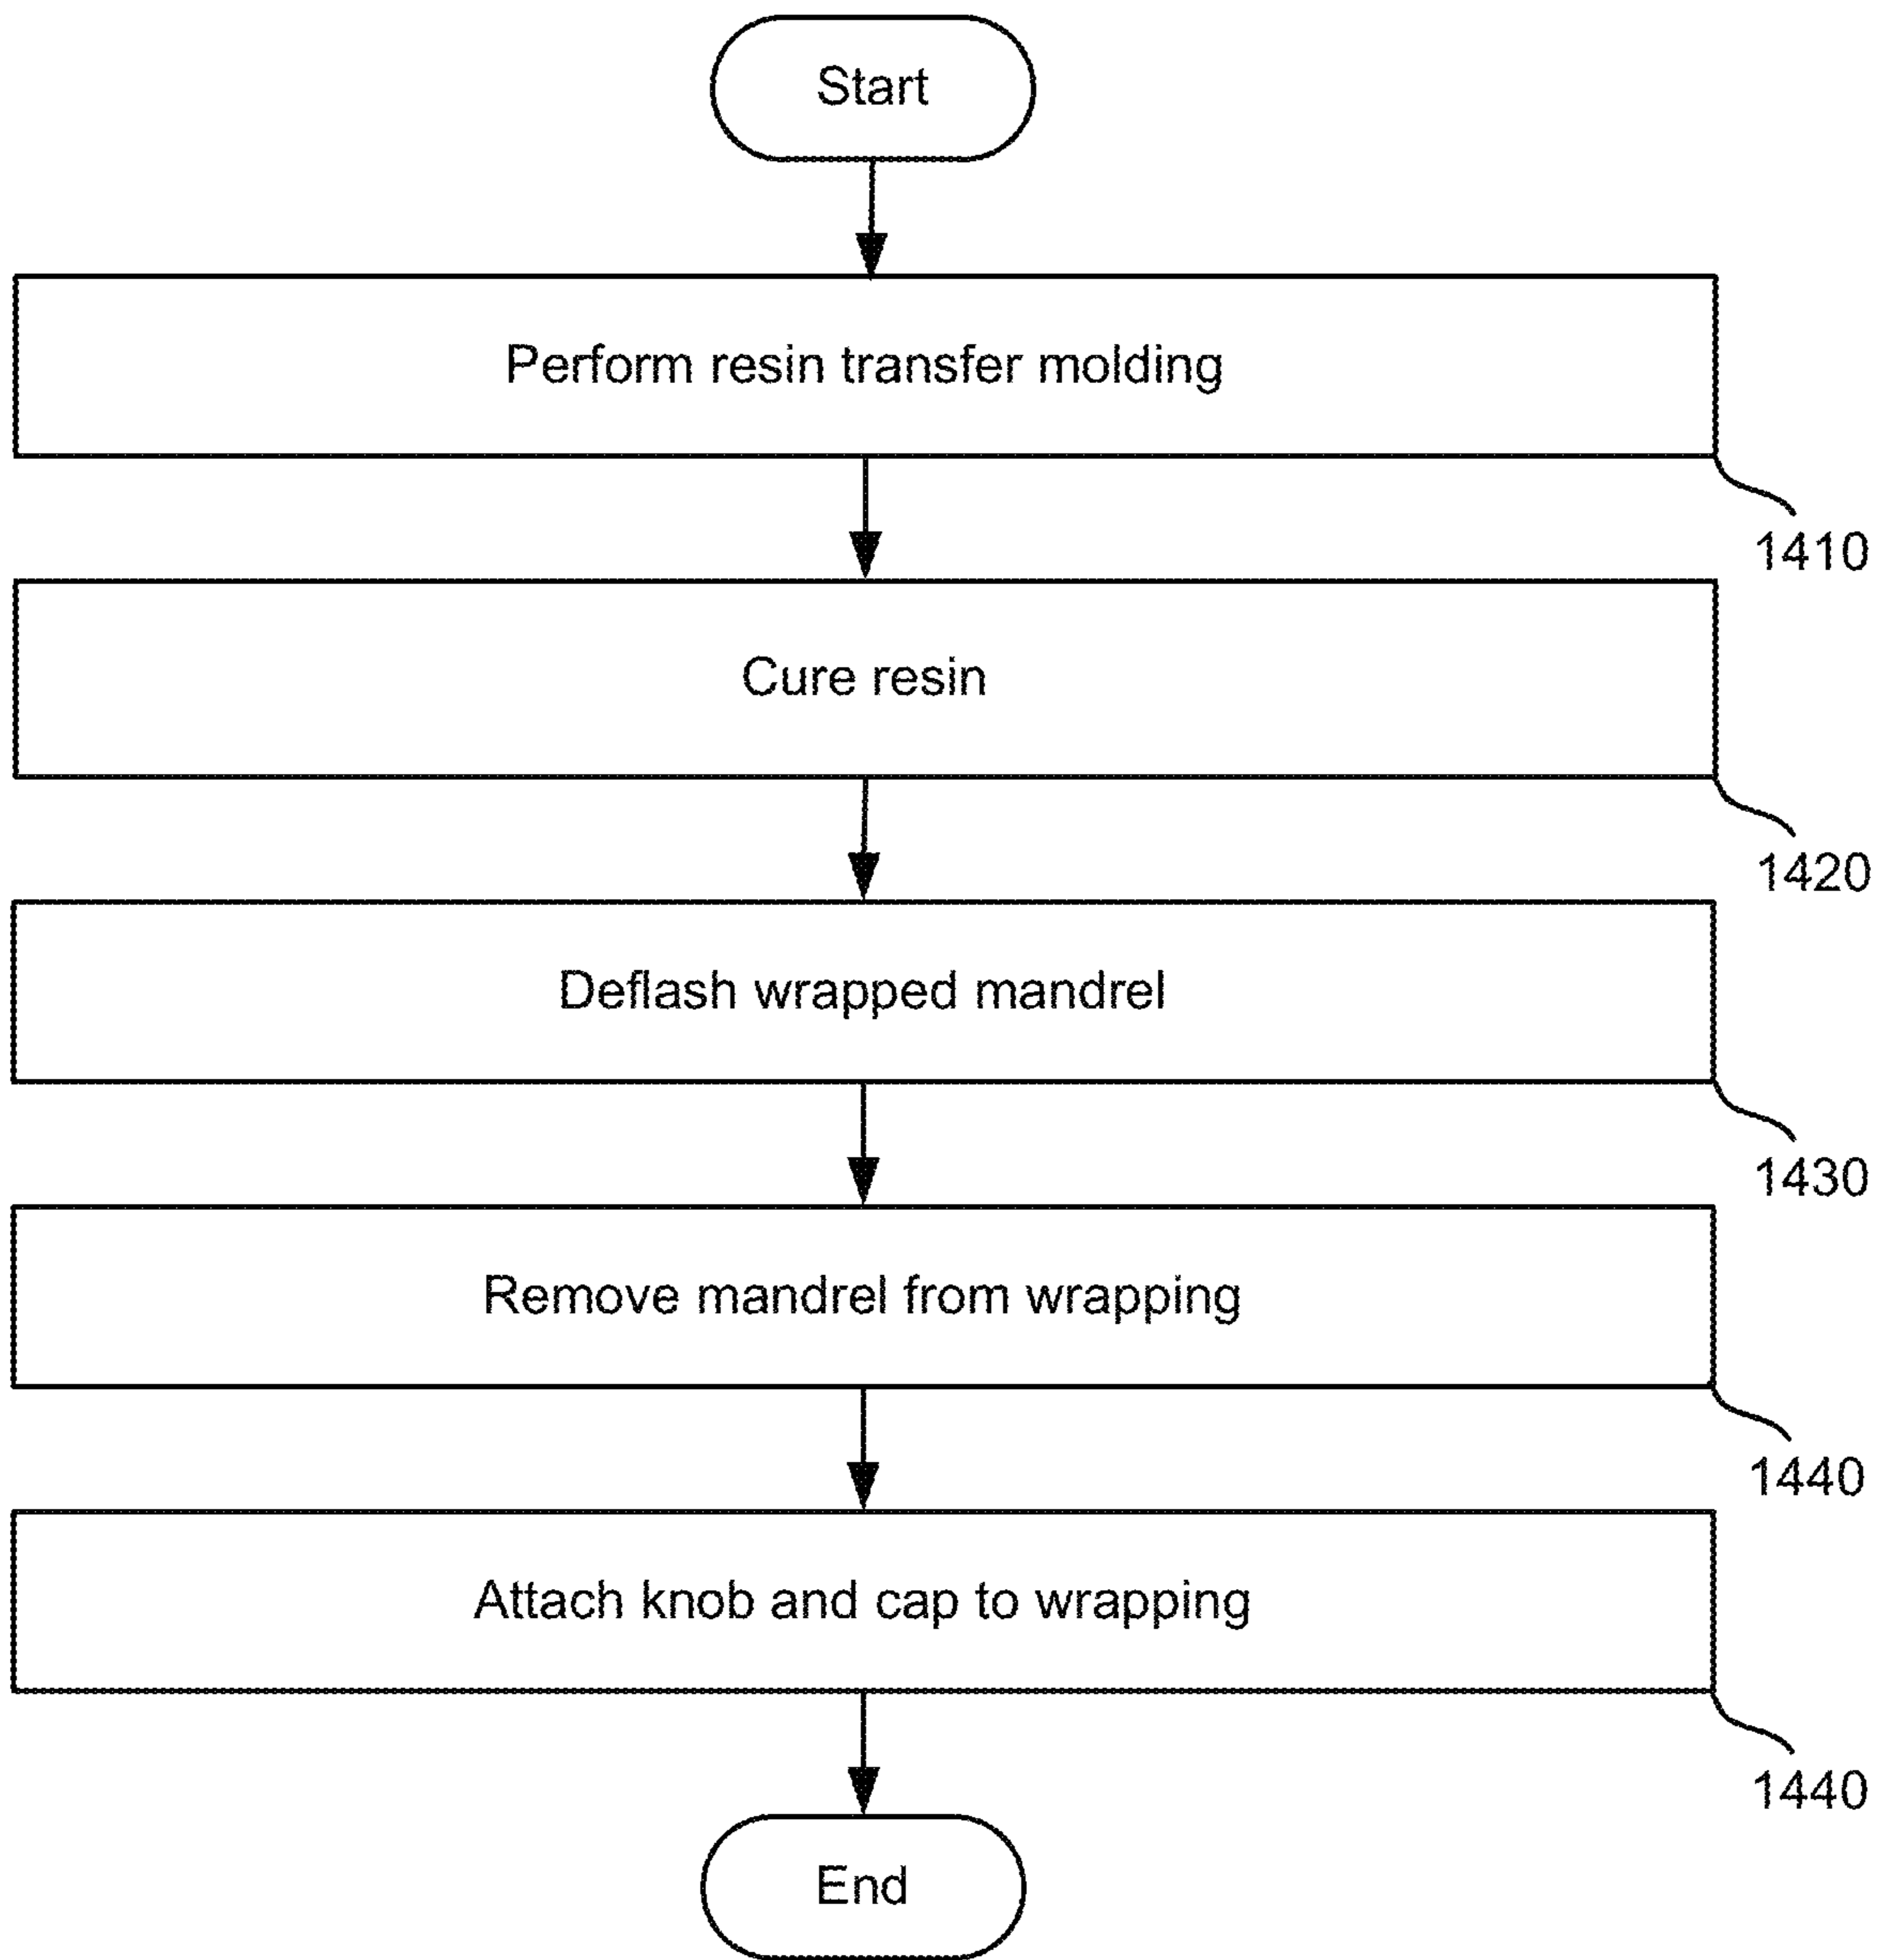 Start
Perform resin transfer molding
1410
Cure resin
1420
Deflash wrapped mandrel
1430
Remove mandrel from wrapping
1440
Attach knob and cap to wrapping
1440
End